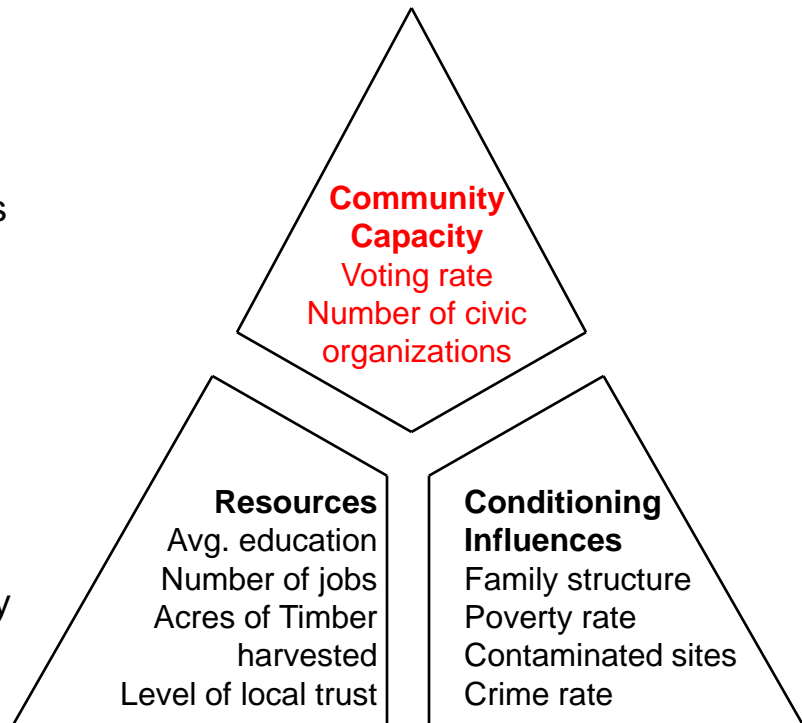 Community
Capacity
Voting rate
Number of civic
organizations
Resources
Avg. education
Number of jobs
Acres of Timber
harvested
Level of local trust
Conditioning
Influences
Family structure
Poverty rate
Contaminated sites
Crime rate